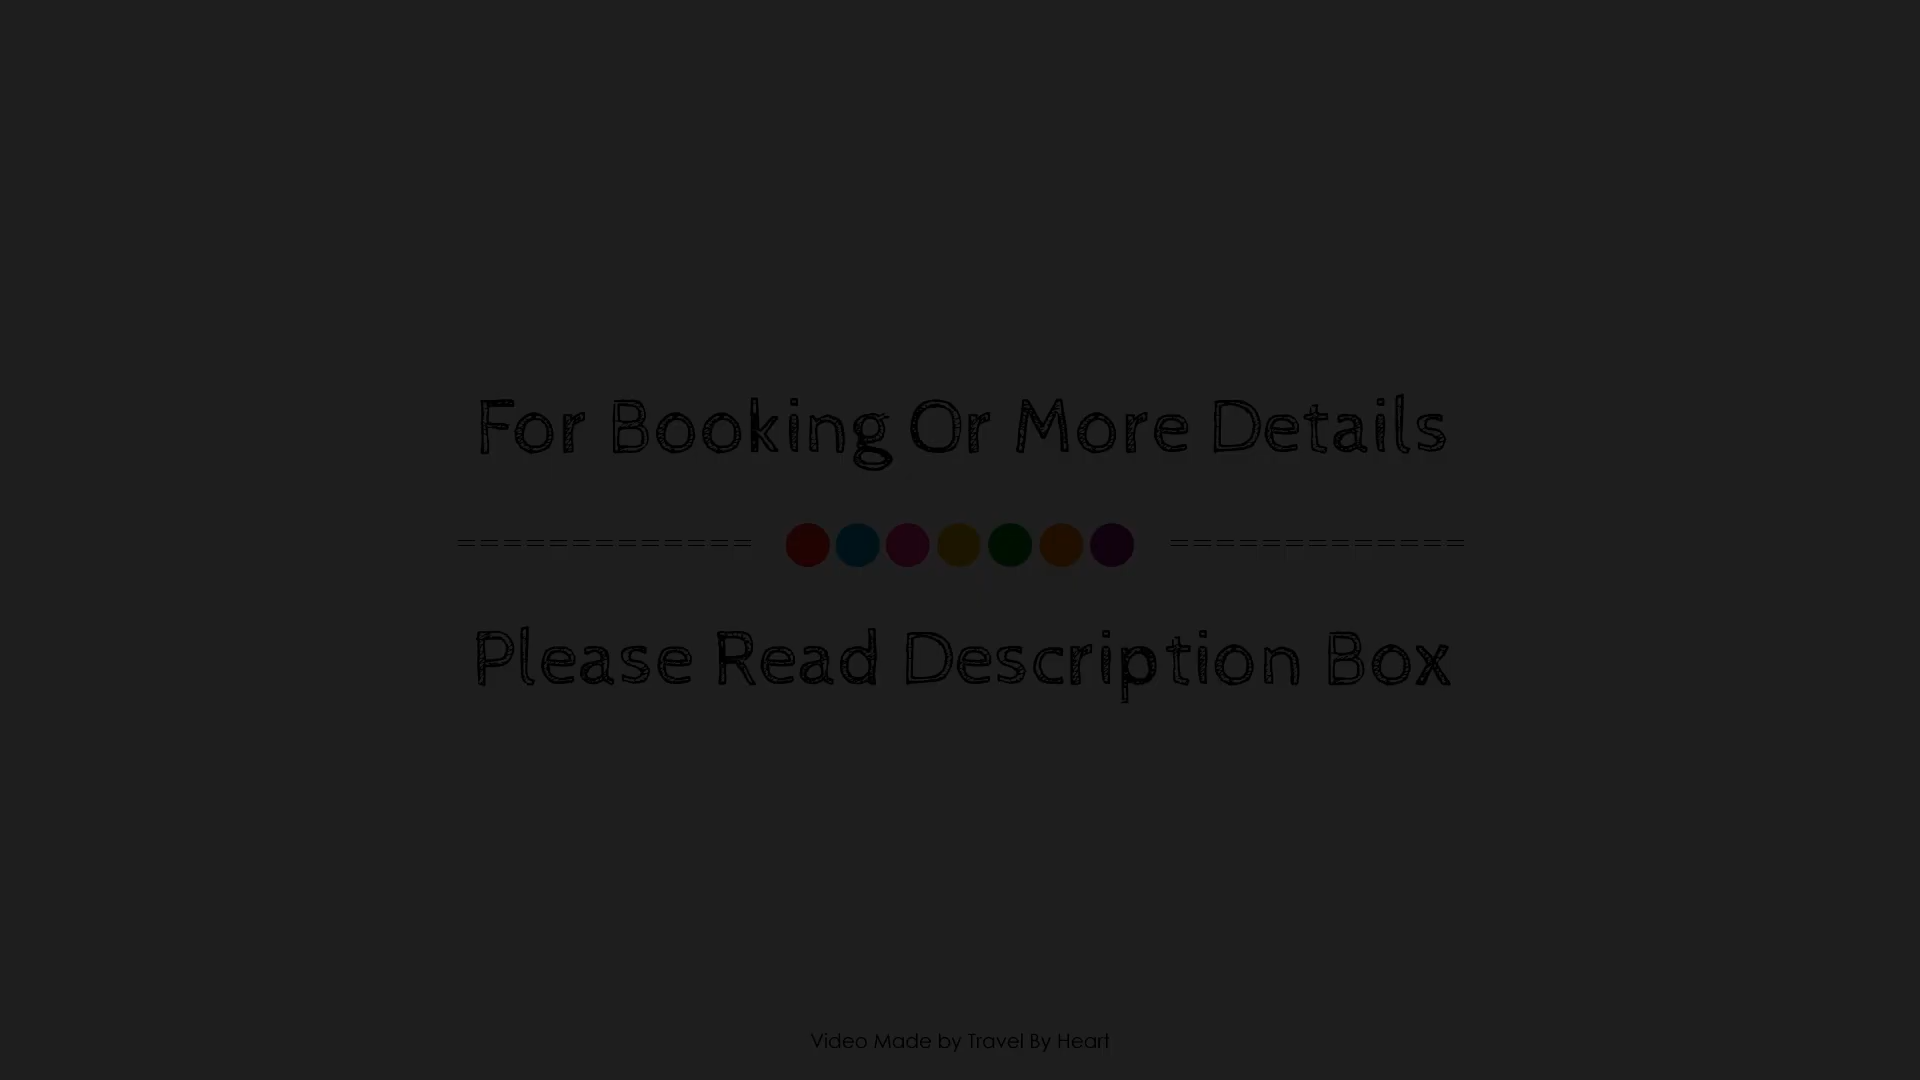 For Booking Or More Details
============= =============
Please Read Description Box
Video Made by Travel By Heart